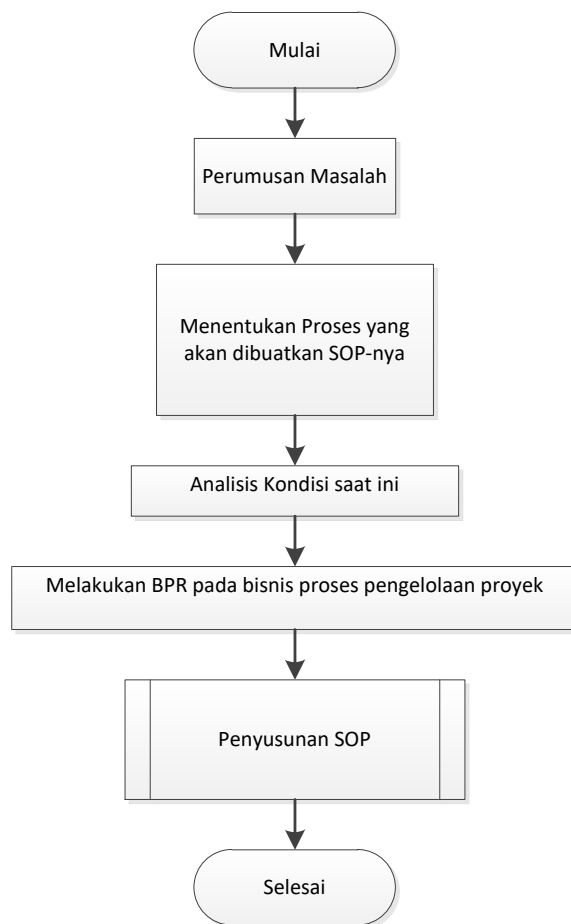 Mulai
Perumusan Masalah
Menentukan Proses yang
akan dibuatkan SOP-nya
Analisis Kondisi saat ini
Melakukan BPR pada bisnis proses pengelolaan proyek
Penyusunan SOP
Selesai